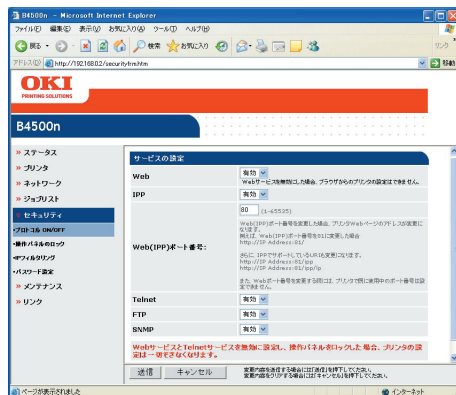 B4500n - Microsoft Internet Explorer
ファイル(F) 編集(E) 表示(V) お気に入り(A) ツール(T) ヘルプ(H)
戻る 検索 お気に入り リンク
アドレス(D) http://192.168.0.2/securityfrm.htm 移動
OKI
PRINTING SOLUTIONS
B4500n
» ステータス
» プリンタ
» ネットワーク
» ジョブリスト
セキュリティ
・プロトコル ON/OFF
・操作パネルのロック
・IPフィルタリング
・パスワード設定
» メンテナンス
» リンク
サービスの設定
Web 有効
Webサービスを無効にした場合、ブラウザからのプリンタの設定はできません。
IPP 有効
Web(IPP)ポート番号: 80 (1-65535)
Web(IPP)ポート番号を変更した場合、プリンタWebページのアドレスが変更になります。
例えば、Web(IPP)ポート番号を81に変更した場合
http://IP Address:81/
さらに IPPでサポートしているURIも変更になります。
http://IP Address:81/ipp
http://IP Address:81/ipp/lp
また、Webポート番号を変更する際には、プリンタで既に使用中のポート番号は設定できません。
Telnet 有効
FTP 有効
SNMP 有効
WebサービスとTelnetサービスを無効に設定し、操作パネルをロックした場合、プリンタの設定は一切できなくなります。
送信 キャンセル
変更内容を送信する場合には「送信」を押下してください。
変更内容をクリアする場合には「キャンセル」を押下してください。
ページが表示されました インターネット